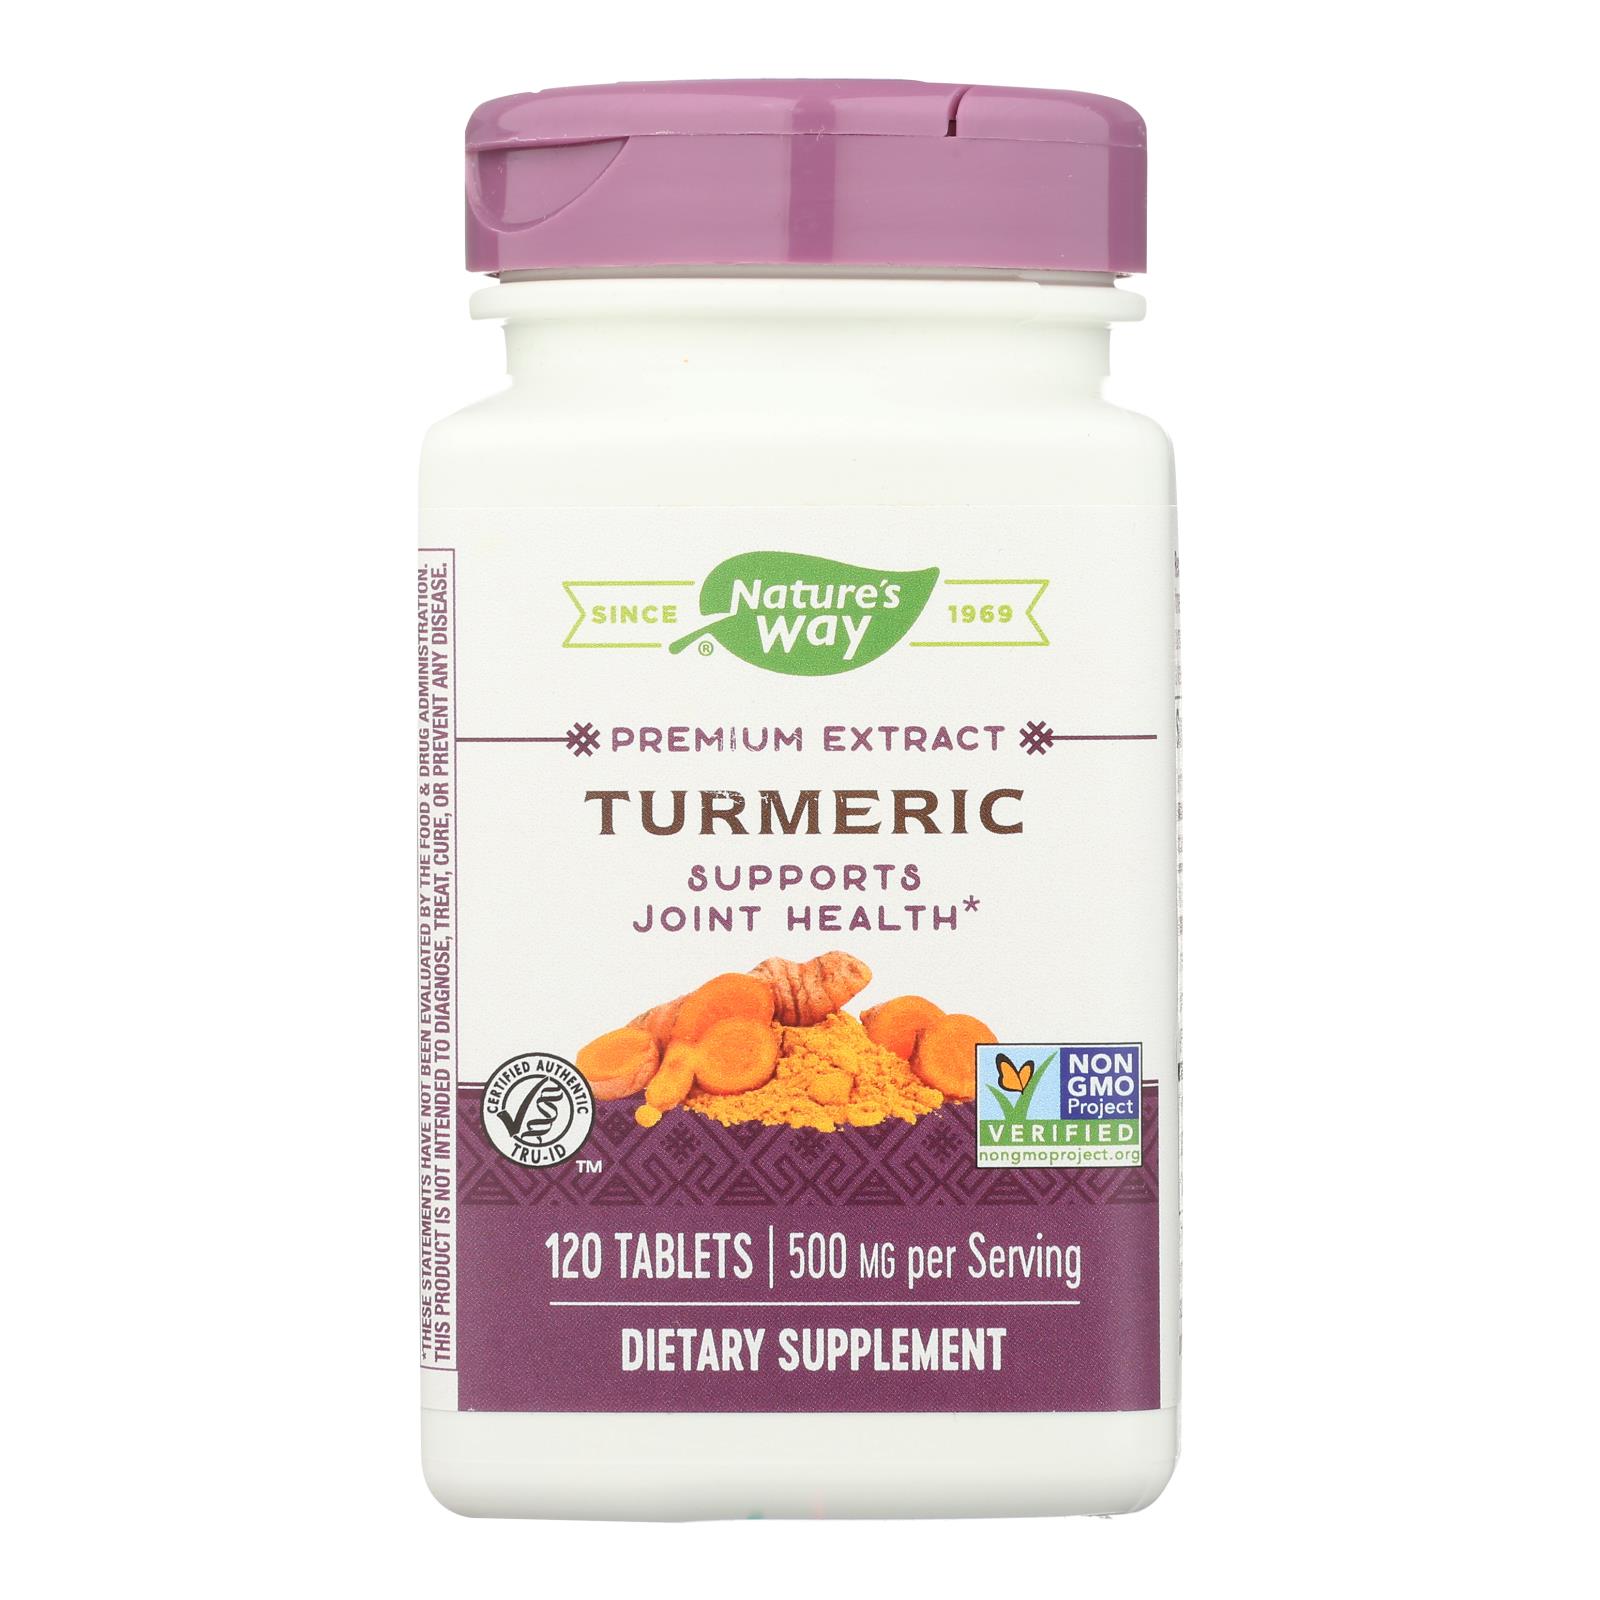 SINCE Nature's Way® 1969
PREMIUM EXTRACT
TURMERIC
SUPPORTS
JOINT HEALTH*
CERTIFIED AUTHENTIC
TRU-ID
™
NON
GMO
Project
VERIFIED
nongmoproject.org
120 TABLETS | 500 MG per Serving
DIETARY SUPPLEMENT
*THESE STATEMENTS HAVE NOT BEEN EVALUATED BY THE FOOD & DRUG ADMINISTRATION.
THIS PRODUCT IS NOT INTENDED TO DIAGNOSE, TREAT, CURE, OR PREVENT ANY DISEASE.